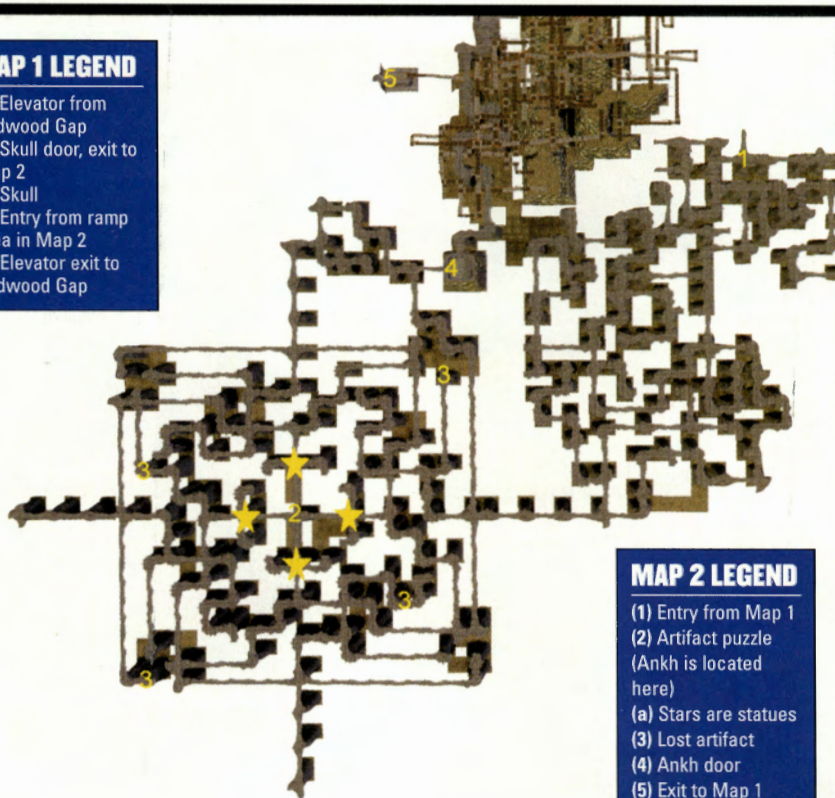 AP 1 LEGEND
Elevator from
dwood Gap
Skull door, exit to
p 2
Skull
Entry from ramp
a in Map 2
Elevator exit to
dwood Gap
5
1
4
3
3
2
3
3
MAP 2 LEGEND
(1) Entry from Map 1
(2) Artifact puzzle
(Ankh is located
here)
(a) Stars are statues
(3) Lost artifact
(4) Ankh door
(5) Exit to Map 1